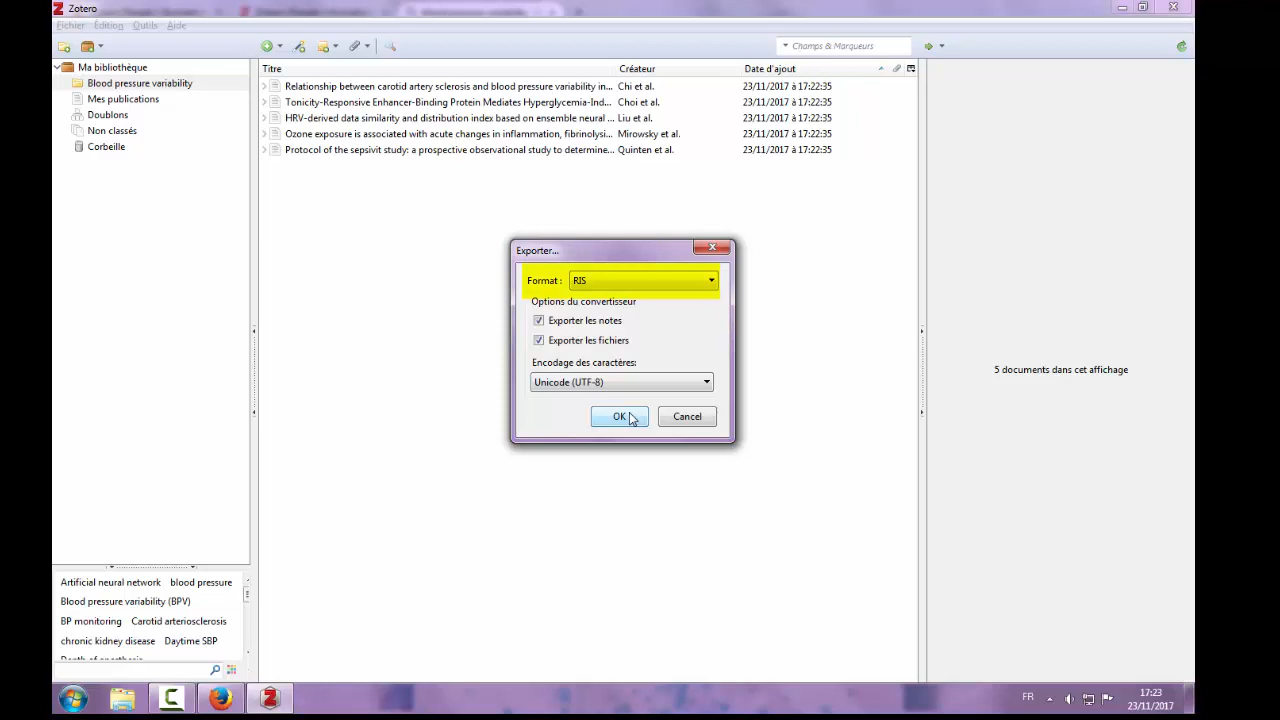 Zotero
Fichier Édition Outils Aide
Champs & Marqueurs
Ma bibliothèque
Blood pressure variability
Mes publications
Doublons
Non classés
Corbeille
Titre Créateur Date d'ajout
Relationship between carotid artery sclerosis and blood pressure variability in... Chi et al. 23/11/2017 à 17:22:35
Tonicity-Responsive Enhancer-Binding Protein Mediates Hyperglycemia-Ind... Choi et al. 23/11/2017 à 17:22:35
HRV-derived data similarity and distribution index based on ensemble neural ... Liu et al. 23/11/2017 à 17:22:35
Ozone exposure is associated with acute changes in inflammation, fibrinolysi... Mirowsky et al. 23/11/2017 à 17:22:35
Protocol of the sepsivit study: a prospective observational study to determine... Quinten et al. 23/11/2017 à 17:22:35
Exporter...
Format : RIS
Options du convertisseur
Exporter les notes
Exporter les fichiers
Encodage des caractères:
Unicode (UTF-8)
OK Cancel
5 documents dans cet affichage
Artificial neural network blood pressure
Blood pressure variability (BPV)
BP monitoring Carotid arteriosclerosis
chronic kidney disease Daytime SBP
FR
17:23
23/11/2017